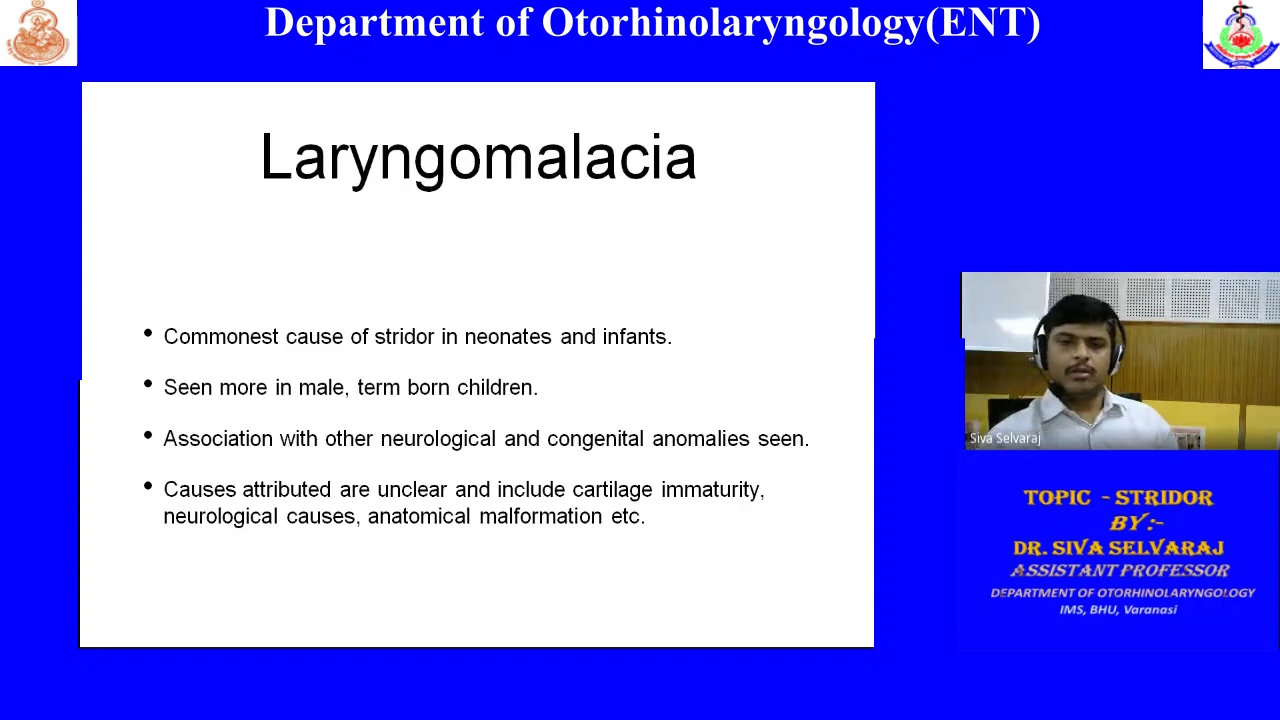 Department of Otorhinolaryngology(ENT)
Laryngomalacia
• Commonest cause of stridor in neonates and infants.
• Seen more in male, term born children.
• Association with other neurological and congenital anomalies seen.
• Causes attributed are unclear and include cartilage immaturity,
neurological causes, anatomical malformation etc.
Siva Selvaraj
TOPIC - STRIDOR
BY:-
DR. SIVA SELVARAJ
ASSISTANT PROFESSOR
DEPARTMENT OF OTORHINOLARYNGOLOGY
IMS, BHU, Varanasi